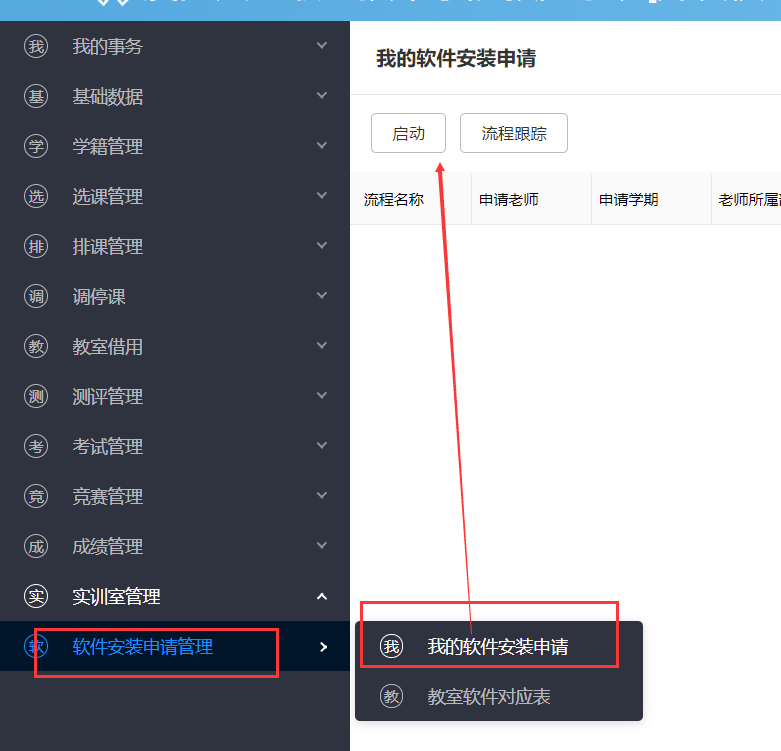 我 我的事务
基 基础数据
学 学籍管理
选 选课管理
排 排课管理
调 调停课
教 教室借用
测 测评管理
考 考试管理
竞 竞赛管理
成 成绩管理
实 实训室管理
软 软件安装申请管理
我的软件安装申请
启动 流程跟踪
流程名称 申请老师 申请学期 老师所属
我 我的软件安装申请
教 教室软件对应表